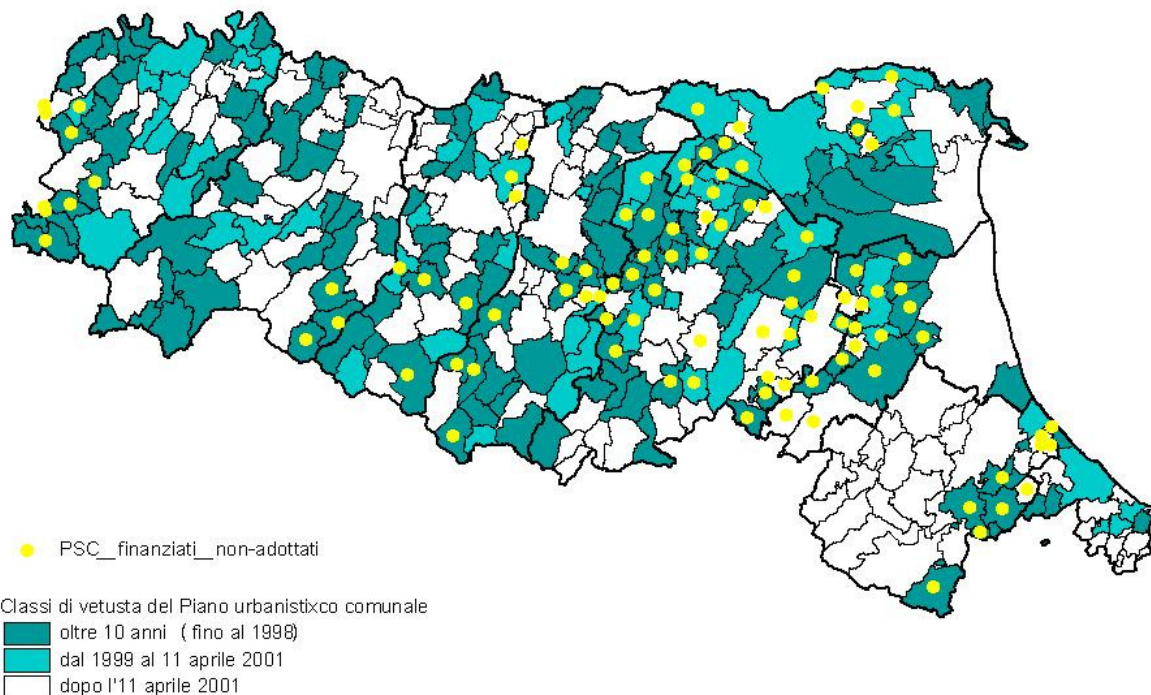 PSC__finanziati__non-adottati
Classi di vetusta del Piano urbanistixco comunale
oltre 10 anni ( fino al 1998)
dal 1999 al 11 aprile 2001
dopo l'11 aprile 2001